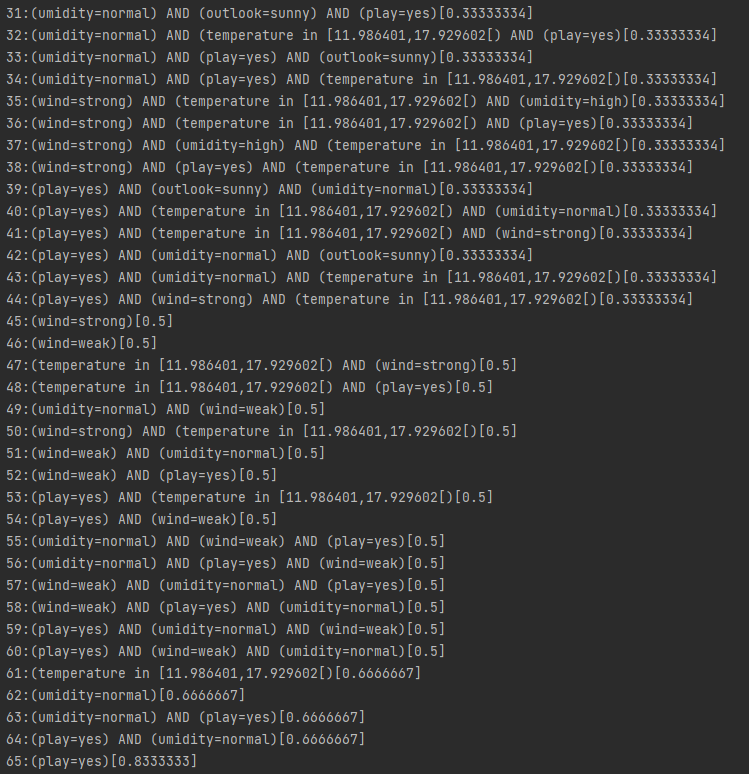 31:(umidity=normal) AND (outlook=sunny) AND (play=yes)[0.33333334]
32:(umidity=normal) AND (temperature in [11.986401,17.929602[) AND (play=yes)[0.33333334]
33:(umidity=normal) AND (play=yes) AND (outlook=sunny)[0.33333334]
34:(umidity=normal) AND (play=yes) AND (temperature in [11.986401,17.929602[)[0.33333334]
35:(wind=strong) AND (temperature in [11.986401,17.929602[) AND (umidity=high)[0.33333334]
36:(wind=strong) AND (temperature in [11.986401,17.929602[) AND (play=yes)[0.33333334]
37:(wind=strong) AND (umidity=high) AND (temperature in [11.986401,17.929602[)[0.33333334]
38:(wind=strong) AND (play=yes) AND (temperature in [11.986401,17.929602[)[0.33333334]
39:(play=yes) AND (outlook=sunny) AND (umidity=normal)[0.33333334]
40:(play=yes) AND (temperature in [11.986401,17.929602[) AND (umidity=normal)[0.33333334]
41:(play=yes) AND (temperature in [11.986401,17.929602[) AND (wind=strong)[0.33333334]
42:(play=yes) AND (umidity=normal) AND (outlook=sunny)[0.33333334]
43:(play=yes) AND (umidity=normal) AND (temperature in [11.986401,17.929602[)[0.33333334]
44:(play=yes) AND (wind=strong) AND (temperature in [11.986401,17.929602[)[0.33333334]
45:(wind=strong)[0.5]
46:(wind=weak)[0.5]
47:(temperature in [11.986401,17.929602[) AND (wind=strong)[0.5]
48:(temperature in [11.986401,17.929602[) AND (play=yes)[0.5]
49:(umidity=normal) AND (wind=weak)[0.5]
50:(wind=strong) AND (temperature in [11.986401,17.929602[)[0.5]
51:(wind=weak) AND (umidity=normal)[0.5]
52:(wind=weak) AND (play=yes)[0.5]
53:(play=yes) AND (temperature in [11.986401,17.929602[)[0.5]
54:(play=yes) AND (wind=weak)[0.5]
55:(umidity=normal) AND (wind=weak) AND (play=yes)[0.5]
56:(umidity=normal) AND (play=yes) AND (wind=weak)[0.5]
57:(wind=weak) AND (umidity=normal) AND (play=yes)[0.5]
58:(wind=weak) AND (play=yes) AND (umidity=normal)[0.5]
59:(play=yes) AND (umidity=normal) AND (wind=weak)[0.5]
60:(play=yes) AND (wind=weak) AND (umidity=normal)[0.5]
61:(temperature in [11.986401,17.929602[)[0.6666667]
62:(umidity=normal)[0.6666667]
63:(umidity=normal) AND (play=yes)[0.6666667]
64:(play=yes) AND (umidity=normal)[0.6666667]
65:(play=yes)[0.8333333]